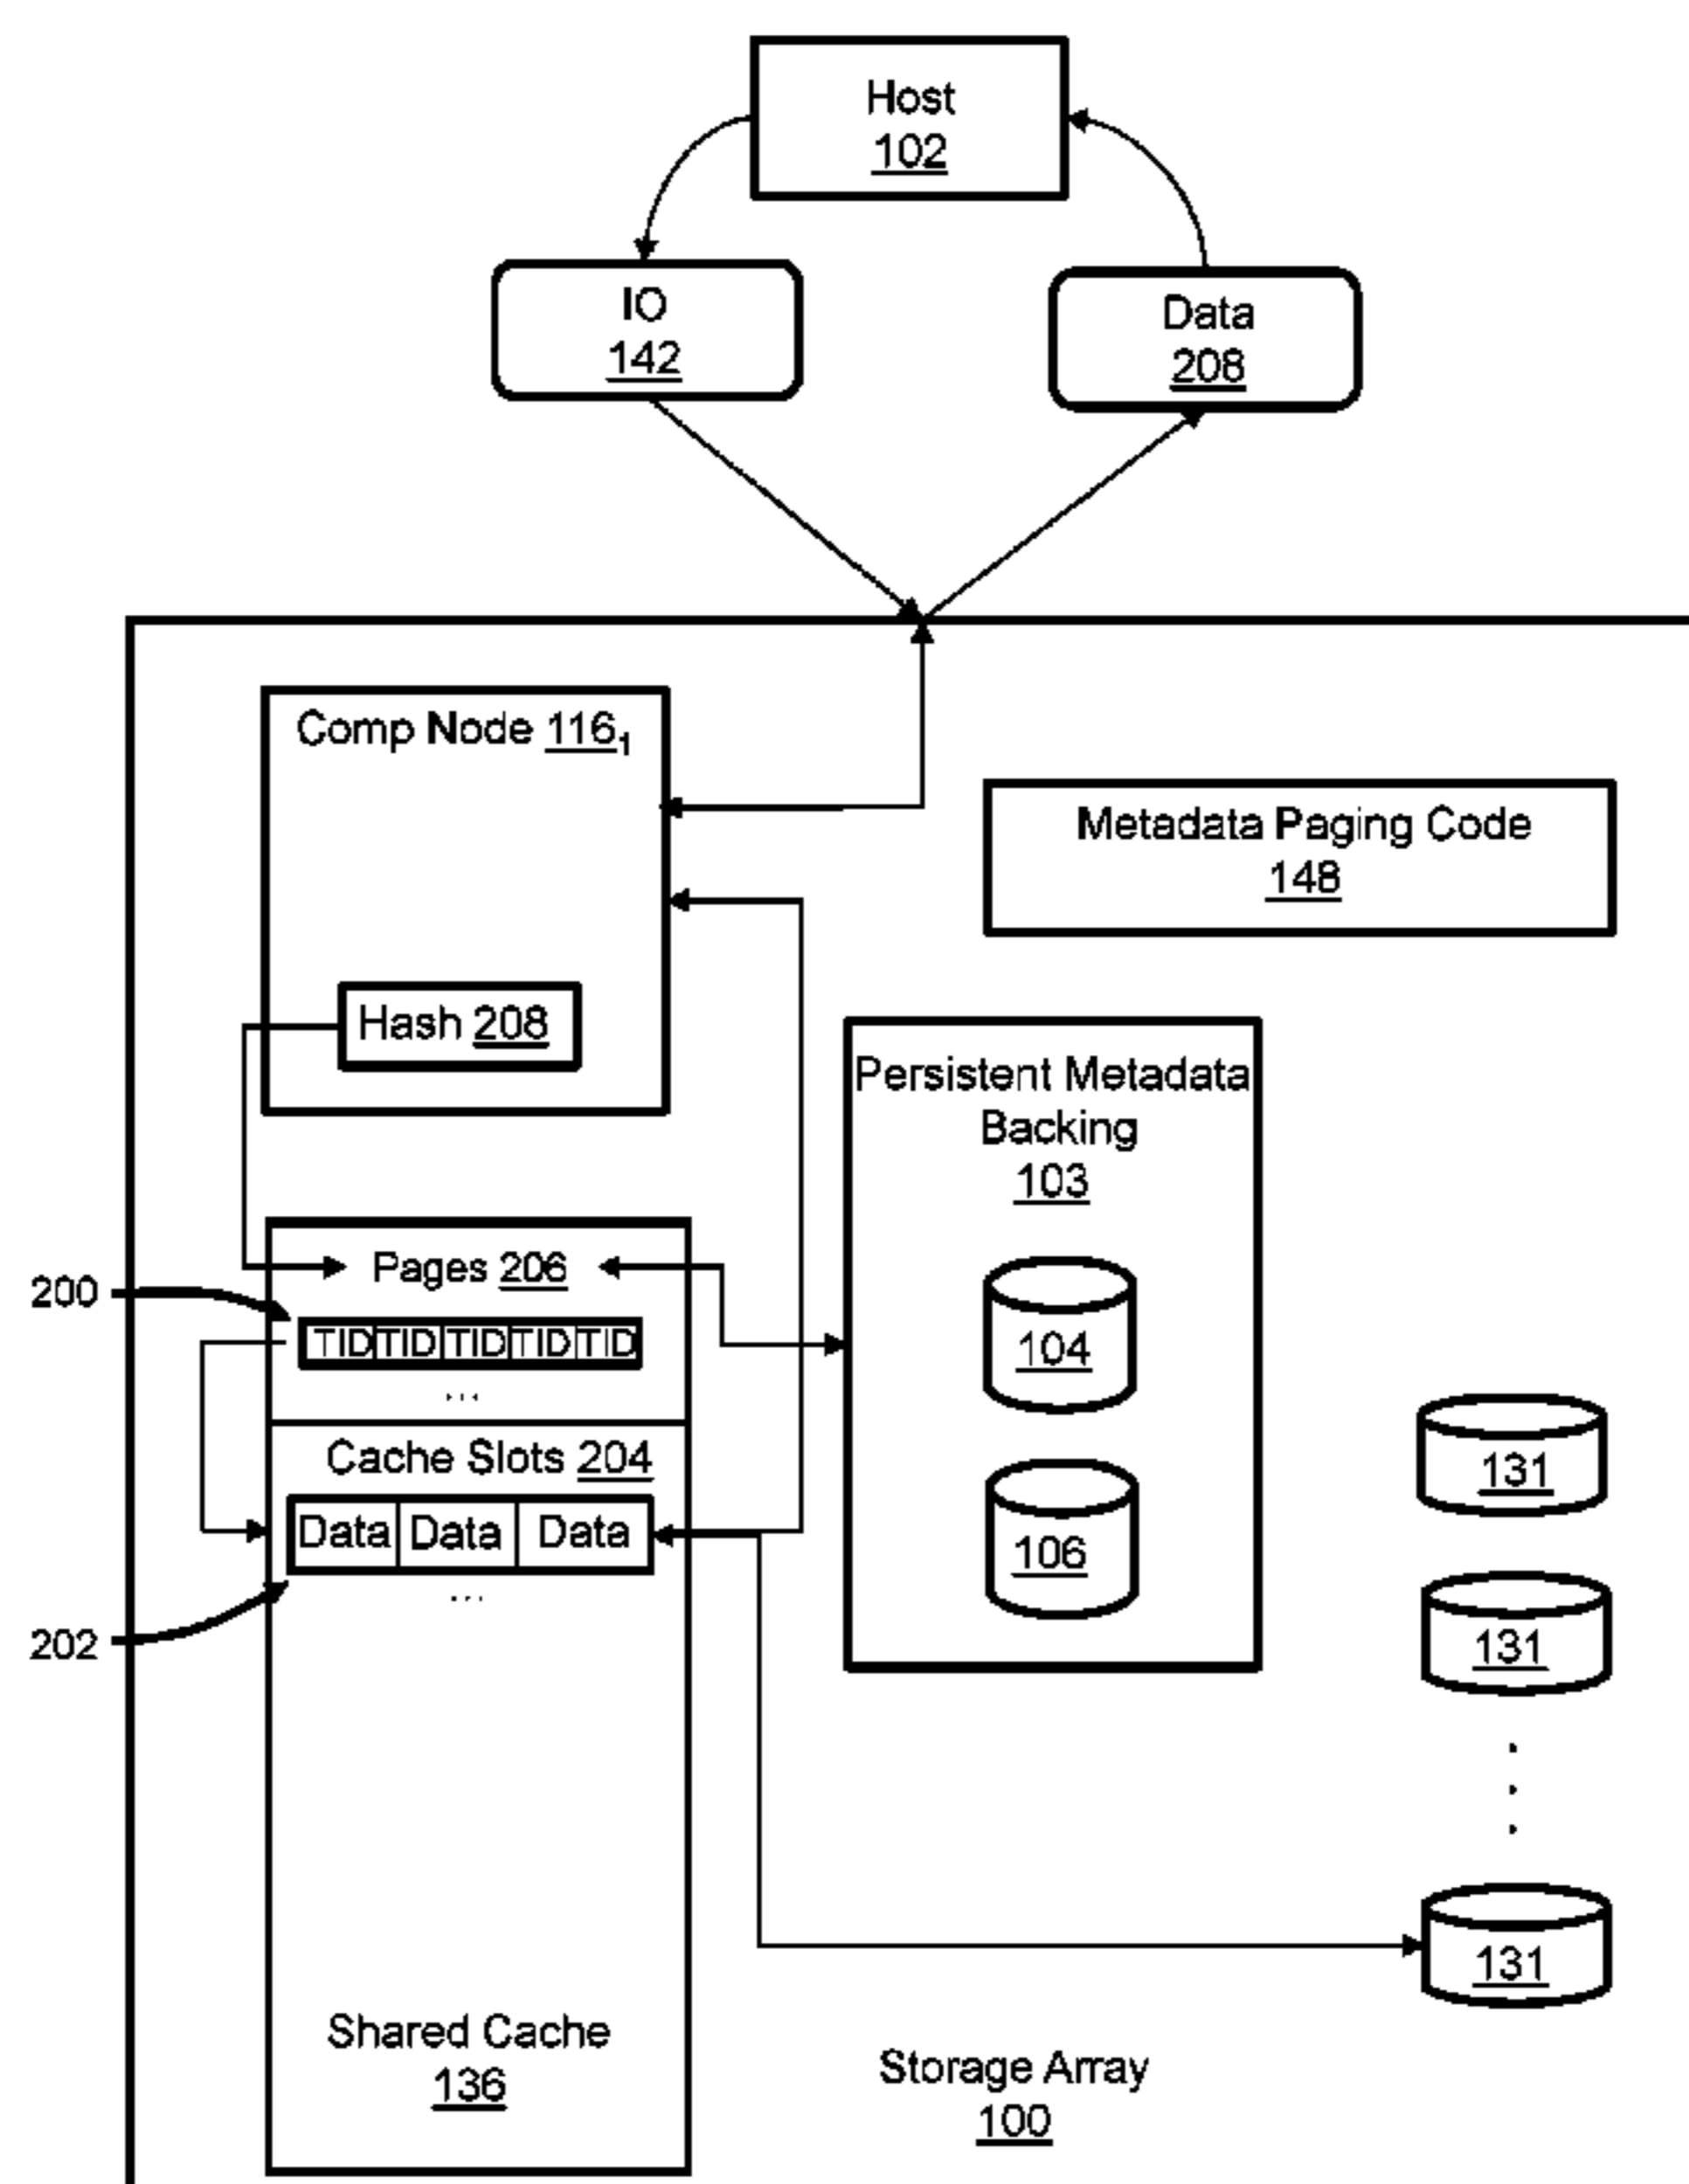 Host
102
IO
142
Data
208
Comp Node 116₁
Metadata Paging Code
148
Hash 208
Persistent Metadata
Backing
103
Pages 206
200
TID TID TID TID TID
...
104
Cache Slots 204
131
Data Data Data
106
...
202
131
131
Shared Cache
136
Storage Array
100